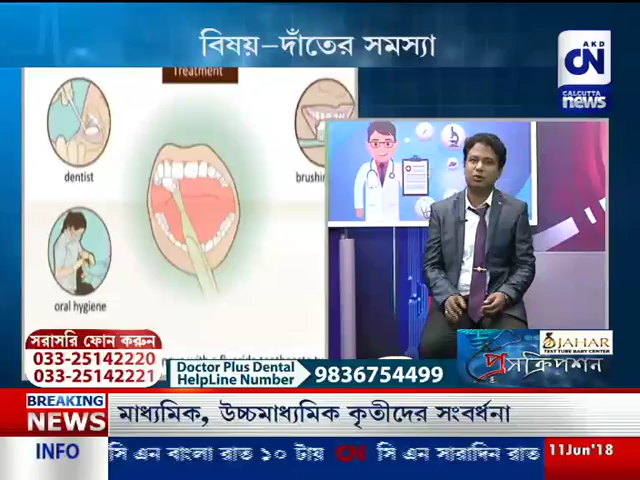 বিষয়-দাঁতের সমস্যা
AKD
CN
CALCUTTA
news
Treatment
dentist
brushin
oral hygiene
সরাসরি ফোন করুন
033-25142220
033-25142221
Doctor Plus Dental
HelpLine Number
9836754499
JAHAR
TEST TUBE BABY CENTER
প্রেসক্রিপশন
BREAKING
NEWS
মাধ্যমিক, উচ্চমাধ্যমিক কৃতীদের সংবর্ধনা
INFO
সি এন বাংলা রাত ১০ টায় CN সি এন সারাদিন রাত
11Jun'18